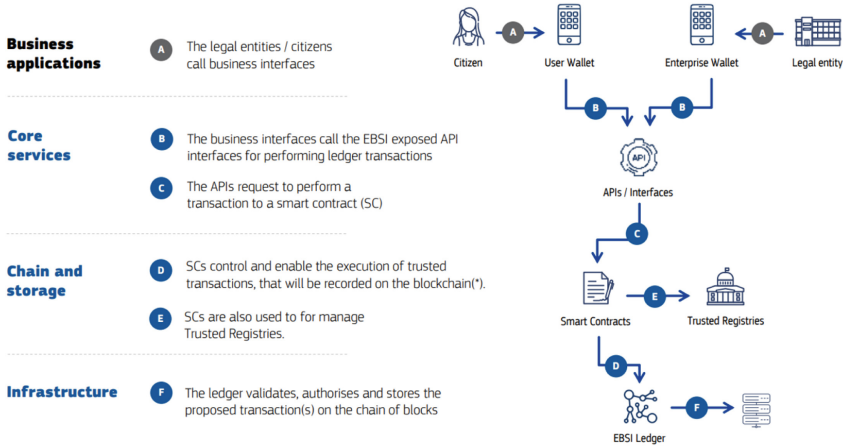 Business
applications
A
The legal entities / citizens
call business interfaces
A
A
Citizen
User Wallet
Enterprise Wallet
Legal entity
Core
services
B
The business interfaces call the EBSI exposed API
interfaces for performing ledger transactions
C
The APIs request to perform a
transaction to a smart contract (SC)
B
B
API
APIs / Interfaces
C
Chain and
storage
D
SCs control and enable the execution of trusted
transactions, that will be recorded on the blockchain(*).
E
SCs are also used to for manage
Trusted Registries.
E
Smart Contracts
Trusted Registries
D
Infrastructure
F
The ledger validates, authorises and stores the
proposed transaction(s) on the chain of blocks
F
EBSI Ledger